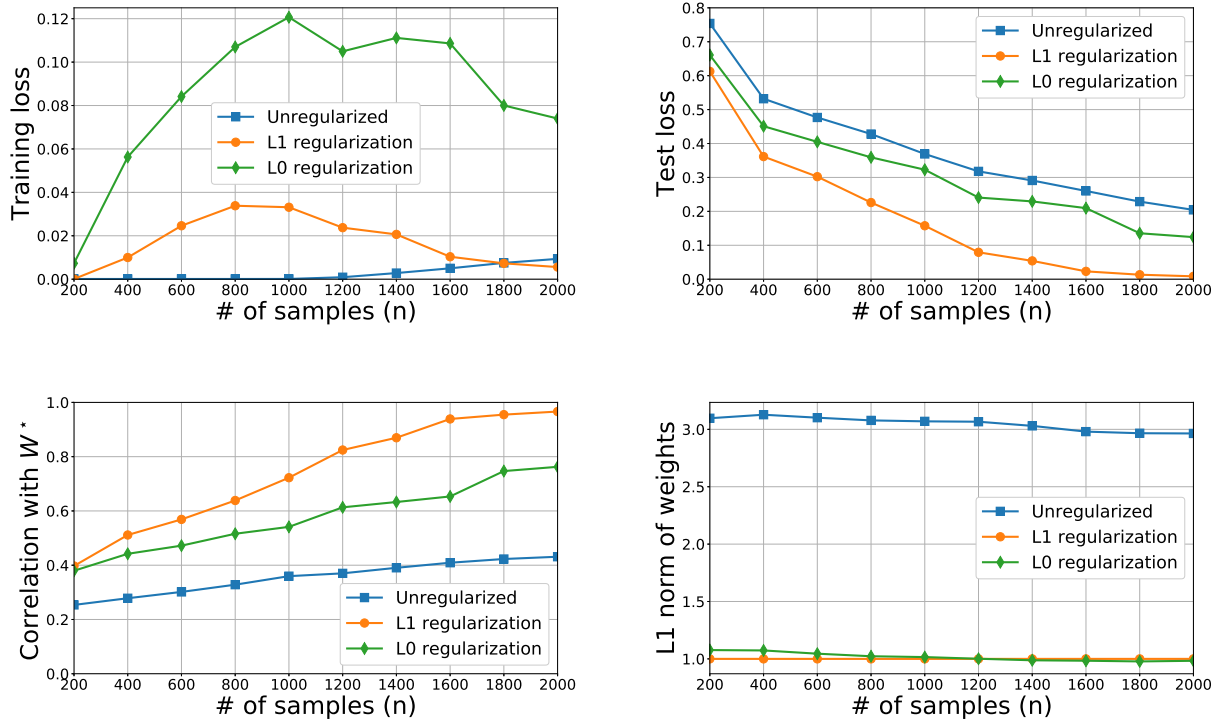 Training loss
0.12
0.10
0.08
0.06
0.04
0.02
0.00
Unregularized
L1 regularization
L0 regularization
200 400 600 800 1000 1200 1400 1600 1800 2000
# of samples (n)
Test loss
0.8
0.7
0.6
0.5
0.4
0.3
0.2
0.1
0.0
Unregularized
L1 regularization
L0 regularization
200 400 600 800 1000 1200 1400 1600 1800 2000
# of samples (n)
Correlation with W⋆
1.0
0.8
0.6
0.4
0.2
0.0
Unregularized
L1 regularization
L0 regularization
200 400 600 800 1000 1200 1400 1600 1800 2000
# of samples (n)
L1 norm of weights
3.0
2.5
2.0
1.5
1.0
Unregularized
L1 regularization
L0 regularization
200 400 600 800 1000 1200 1400 1600 1800 2000
# of samples (n)